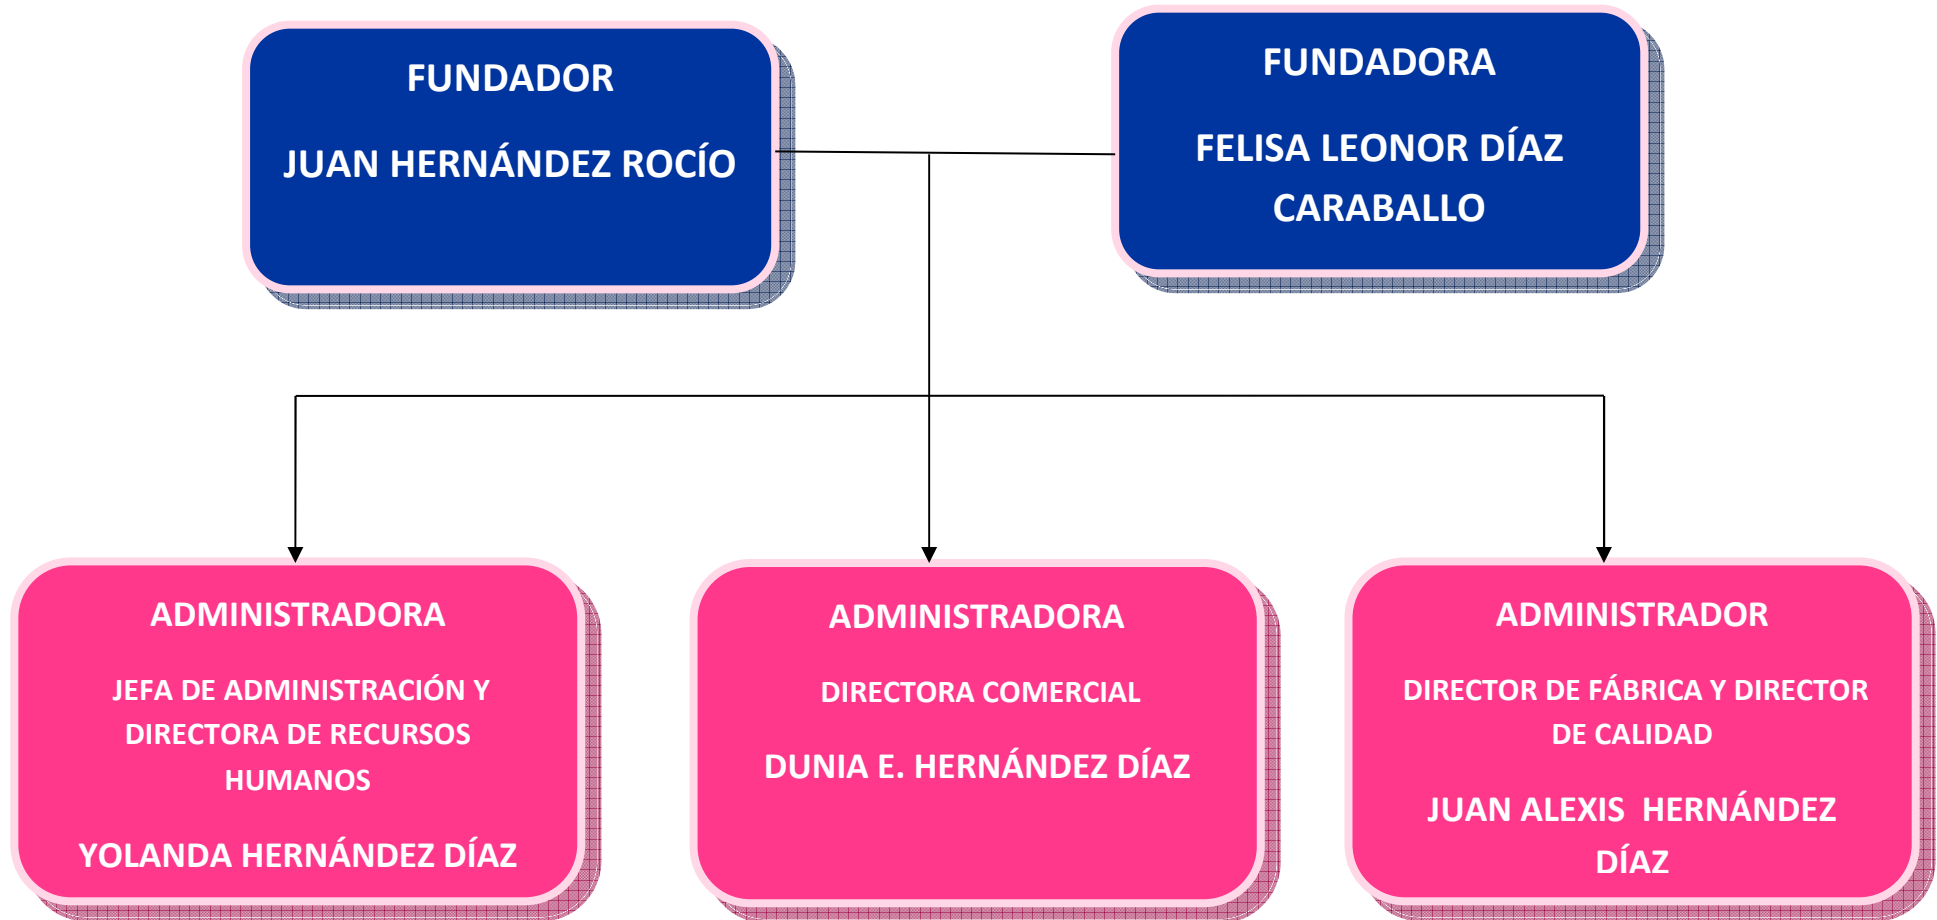 FUNDADOR
JUAN HERNÁNDEZ ROCÍO
FUNDADORA
FELISA LEONOR DÍAZ
CARABALLO
ADMINISTRADORA
JEFA DE ADMINISTRACIÓN Y
DIRECTORA DE RECURSOS
HUMANOS
YOLANDA HERNÁNDEZ DÍAZ
ADMINISTRADORA
DIRECTORA COMERCIAL
DUNIA E. HERNÁNDEZ DÍAZ
ADMINISTRADOR
DIRECTOR DE FÁBRICA Y DIRECTOR
DE CALIDAD
JUAN ALEXIS  HERNÁNDEZ
DÍAZ